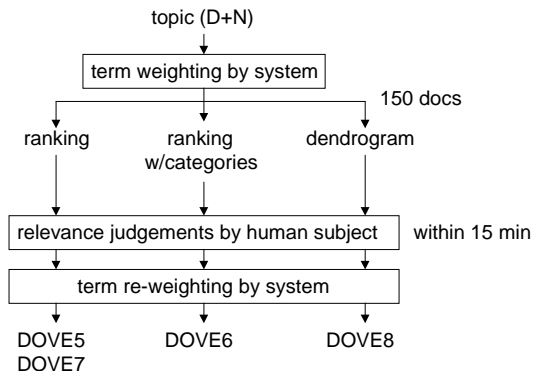 topic (D+N)
term weighting by system
150 docs
ranking
ranking
w/categories
dendrogram
relevance judgements by human subject
within 15 min
term re-weighting by system
DOVE5
DOVE7
DOVE6
DOVE8